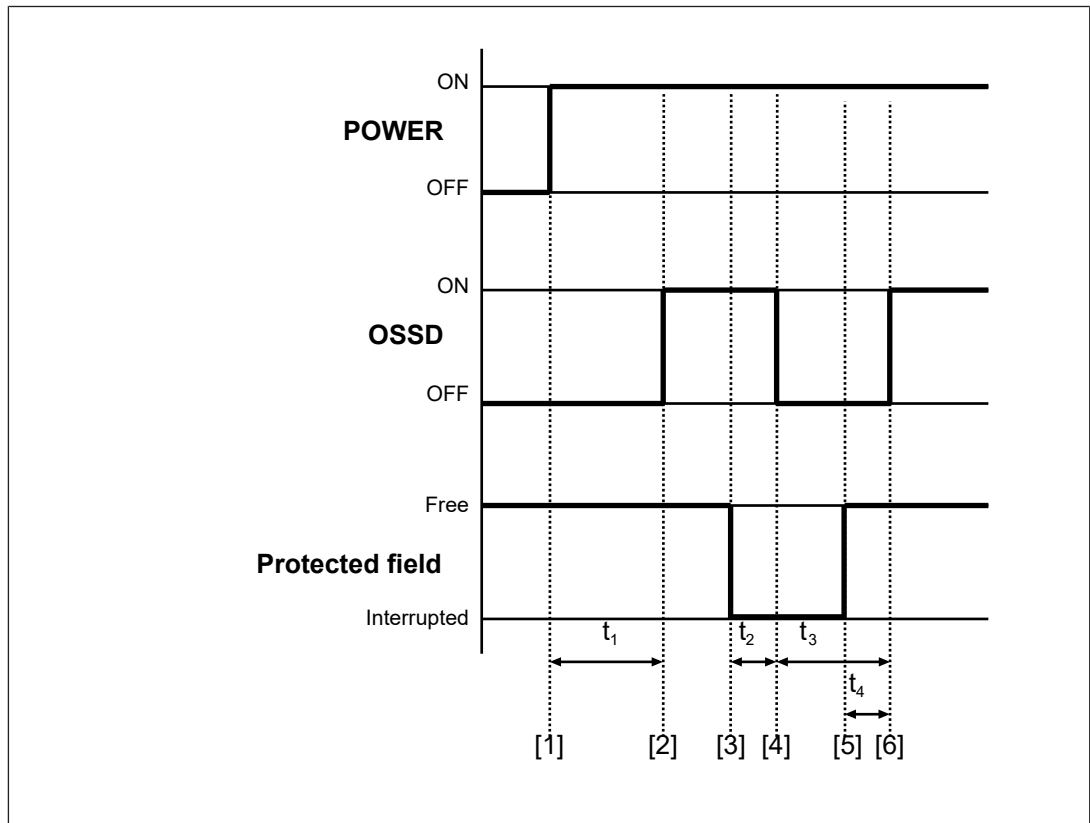 ON
POWER
OFF
ON
OSSD
OFF
Free
Protected field
Interrupted
t₁ t₂ t₃
t₄
[1] [2] [3] [4] [5] [6]